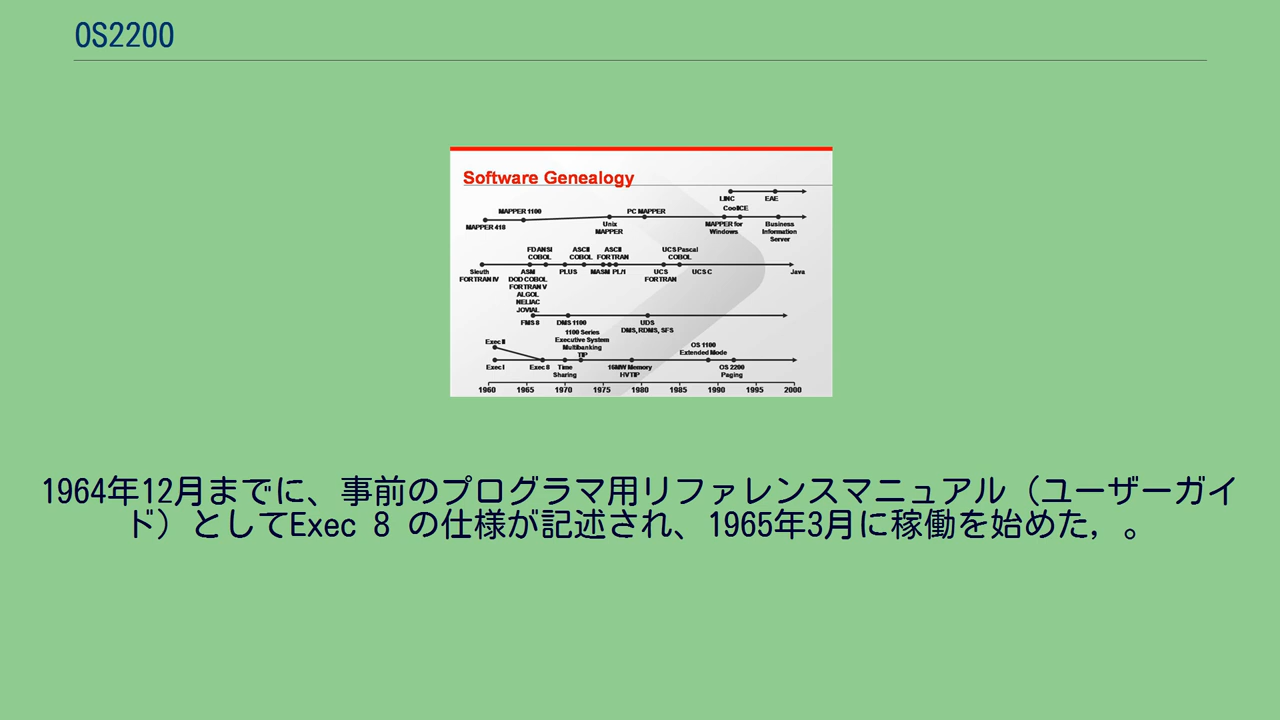 OS2200
Software Genealogy
LINC EAE
CoolICE
MAPPER 1100 PC MAPPER
MAPPER 418 Unix MAPPER MAPPER for Windows Business Information Server
FD ANSI COBOL ASCII COBOL ASCII FORTRAN UCS Pascal COBOL
Sleuth FORTRAN IV ASM DOD COBOL FORTRAN V ALGOL NELIAC JOVIAL PLUS MASM PL/1 UCS FORTRAN UCS C Java
FMS 8 DMS 1100 UDS DMS, RDMS, SFS
1100 Series Executive System Multibanking TIP
Exec II OS 1100 Extended Mode
Exec I Exec 8 Time Sharing 16MW Memory HVTIP OS 2200 Paging
1960 1965 1970 1975 1980 1985 1990 1995 2000
1964年12月までに、事前のプログラマ用リファレンスマニュアル（ユーザーガイ
ド）としてExec 8 の仕様が記述され、1965年3月に稼働を始めた, 。